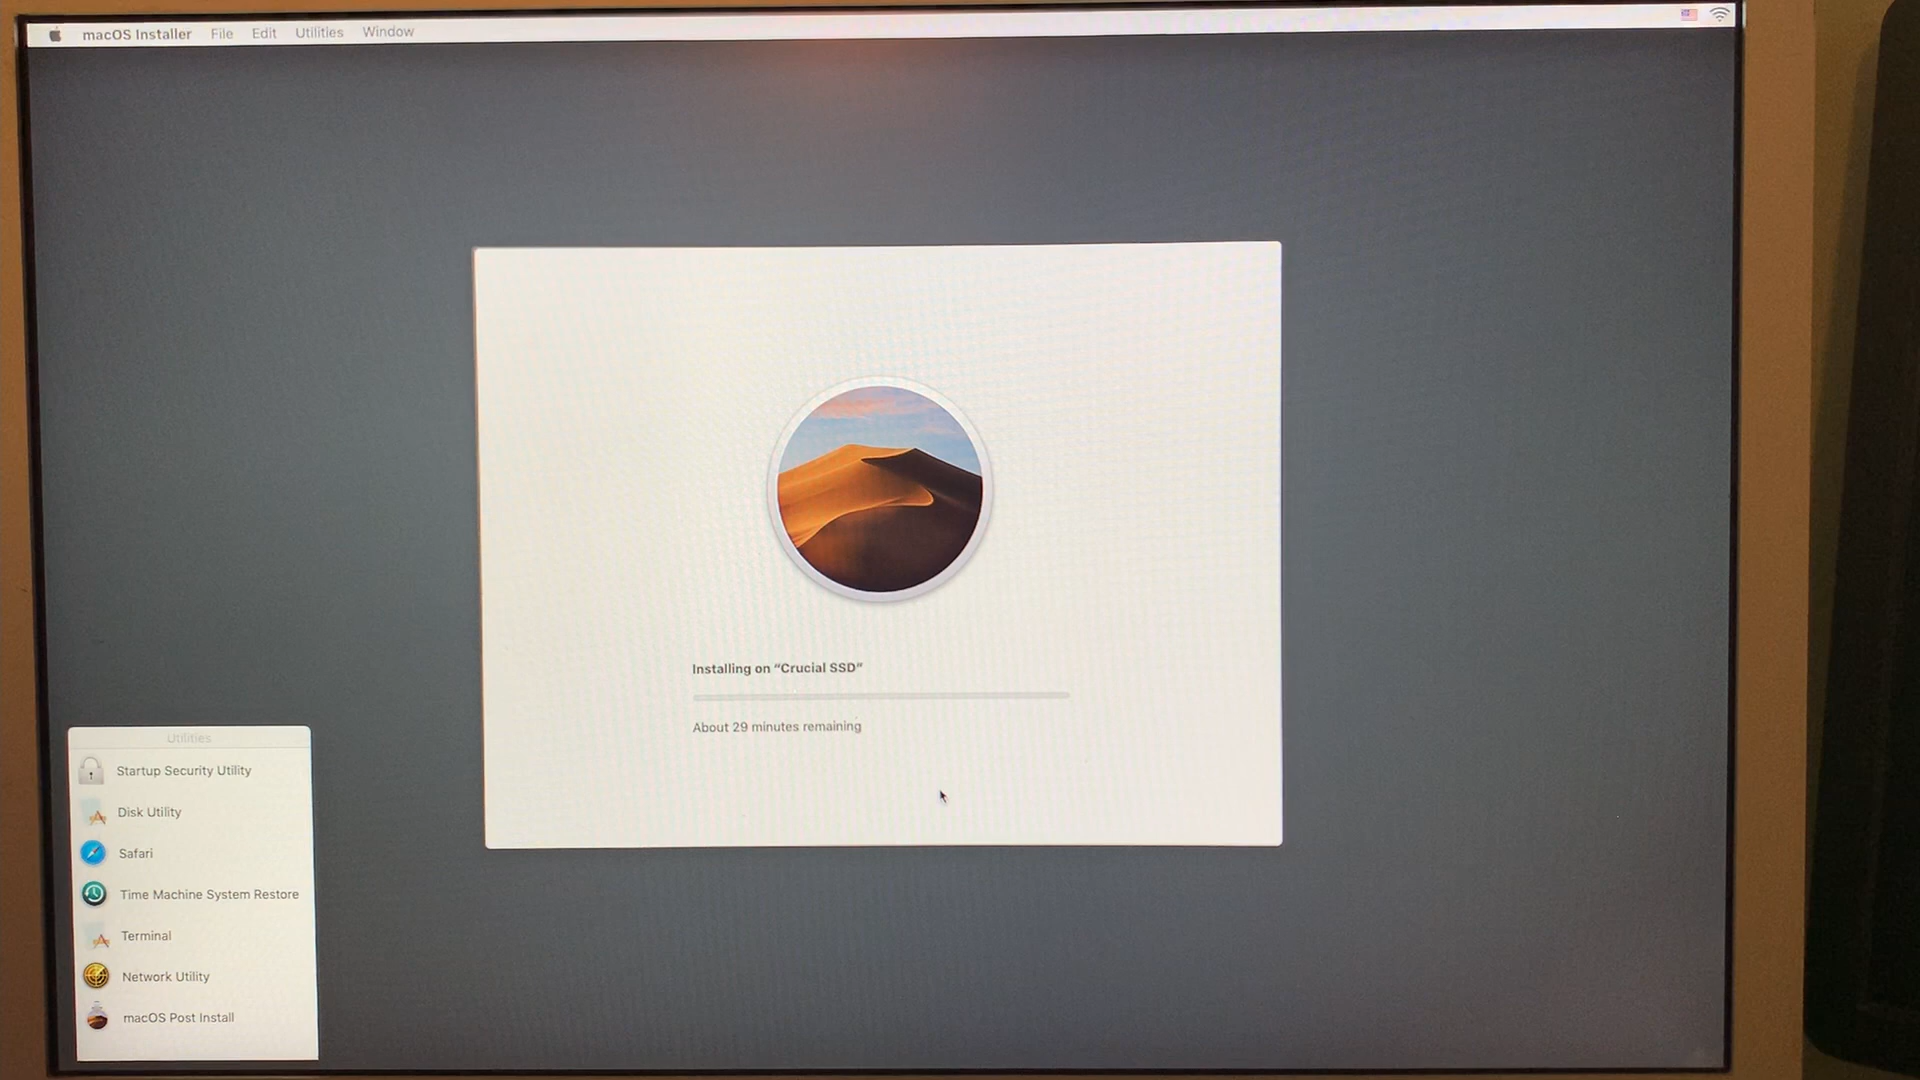 macOS Installer File Edit Utilities Window
Installing on “Crucial SSD”
About 29 minutes remaining
Utilities
Startup Security Utility
Disk Utility
Safari
Time Machine System Restore
Terminal
Network Utility
macOS Post Install